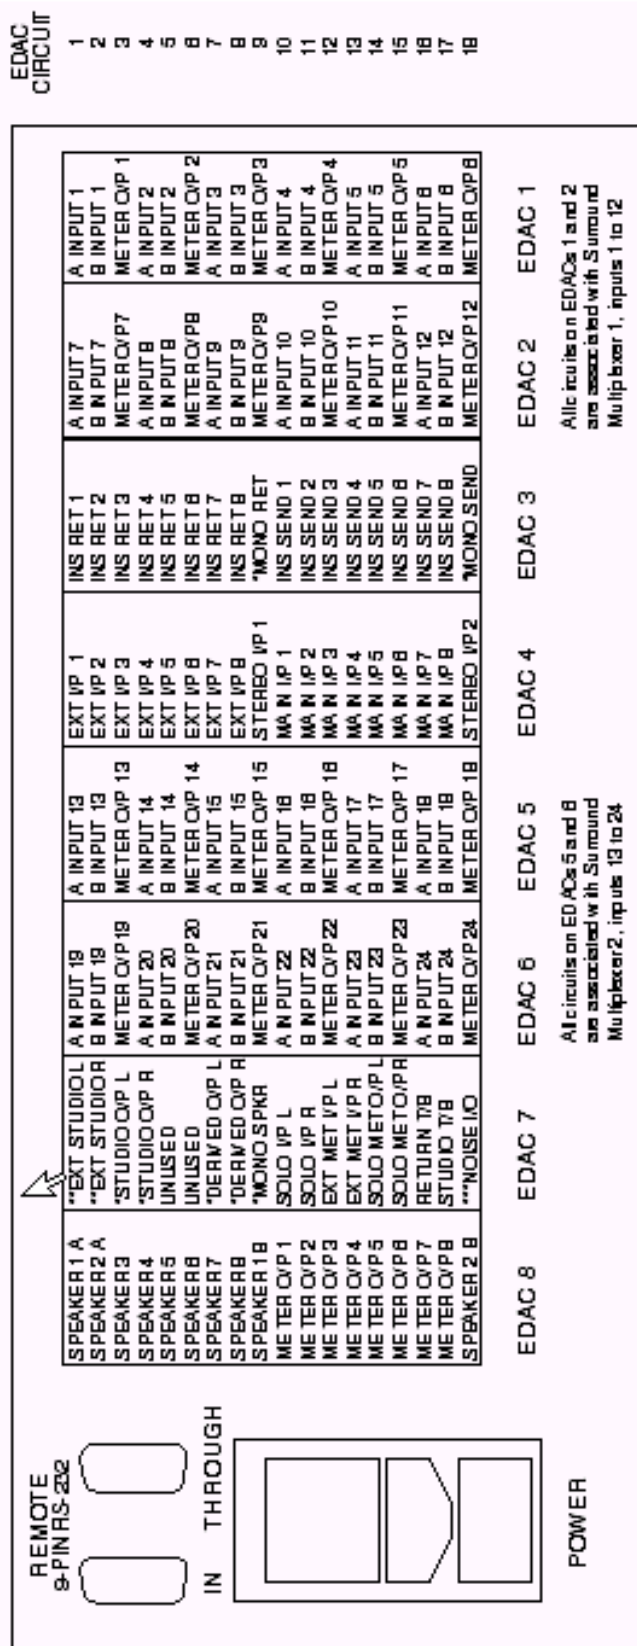 REMOTE
9-PIN RS-232
IN
THROUGH
POWER
SPEAKER 1 A
SPEAKER 2 A
SPEAKER 3
SPEAKER 4
SPEAKER 5
SPEAKER 6
SPEAKER 7
SPEAKER 8
SPEAKER 1 B
METER O/P 1
METER O/P 2
METER O/P 3
METER O/P 4
METER O/P 5
METER O/P 6
METER O/P 7
METER O/P 8
SPEAKER 2 B
EDAC 8
**EXT STUDIO L
**EXT STUDIO R
*STUDIO O/P L
*STUDIO O/P R
UNUSED
UNUSED
*DERIVED O/P L
*DERIVED O/P R
*MONO SPKR
SOLO I/P L
SOLO I/P R
EXT MET I/P L
EXT MET I/P R
SOLO MET O/P L
SOLO MET O/P R
RETURN T/B
STUDIO T/B
***NOISE I/O
EDAC 7
A INPUT 19
B INPUT 19
METER O/P 19
A INPUT 20
B INPUT 20
METER O/P 20
A INPUT 21
B INPUT 21
METER O/P 21
A INPUT 22
B INPUT 22
METER O/P 22
A INPUT 23
B INPUT 23
METER O/P 23
A INPUT 24
B INPUT 24
METER O/P 24
EDAC 6
A INPUT 13
B INPUT 13
METER O/P 13
A INPUT 14
B INPUT 14
METER O/P 14
A INPUT 15
B INPUT 15
METER O/P 15
A INPUT 16
B INPUT 16
METER O/P 16
A INPUT 17
B INPUT 17
METER O/P 17
A INPUT 18
B INPUT 18
METER O/P 18
EDAC 5
All circuits on EDACs 5 and 6
are associated with Surround
Multiplexer 2, inputs 13 to 24
EXT I/P 1
EXT I/P 2
EXT I/P 3
EXT I/P 4
EXT I/P 5
EXT I/P 6
EXT I/P 7
EXT I/P 8
STEREO I/P 1
MAIN I/P 1
MAIN I/P 2
MAIN I/P 3
MAIN I/P 4
MAIN I/P 5
MAIN I/P 6
MAIN I/P 7
MAIN I/P 8
STEREO I/P 2
EDAC 4
INS RET 1
INS RET 2
INS RET 3
INS RET 4
INS RET 5
INS RET 6
INS RET 7
INS RET 8
*MONO RET
INS SEND 1
INS SEND 2
INS SEND 3
INS SEND 4
INS SEND 5
INS SEND 6
INS SEND 7
INS SEND 8
*MONO SEND
EDAC 3
A INPUT 7
B INPUT 7
METER O/P 7
A INPUT 8
B INPUT 8
METER O/P 8
A INPUT 9
B INPUT 9
METER O/P 9
A INPUT 10
B INPUT 10
METER O/P 10
A INPUT 11
B INPUT 11
METER O/P 11
A INPUT 12
B INPUT 12
METER O/P 12
EDAC 2
A INPUT 1
B INPUT 1
METER O/P 1
A INPUT 2
B INPUT 2
METER O/P 2
A INPUT 3
B INPUT 3
METER O/P 3
A INPUT 4
B INPUT 4
METER O/P 4
A INPUT 5
B INPUT 5
METER O/P 5
A INPUT 6
B INPUT 6
METER O/P 6
EDAC 1
All circuits on EDACs 1 and 2
are associated with Surround
Multiplexer 1, inputs 1 to 12
EDAC
CIRCUIT
1
2
3
4
5
6
7
8
9
10
11
12
13
14
15
16
17
18